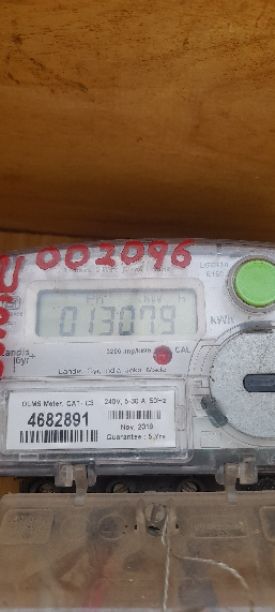 002096
KW H
013079
KWh
Landis
Gyr+
3200 imp/kWh
CAL
DLMS Meter, CAT- C3
240V, 5-30 A, 50Hz
4682891
Nov, 2019
Guarantee : 5 Yrs